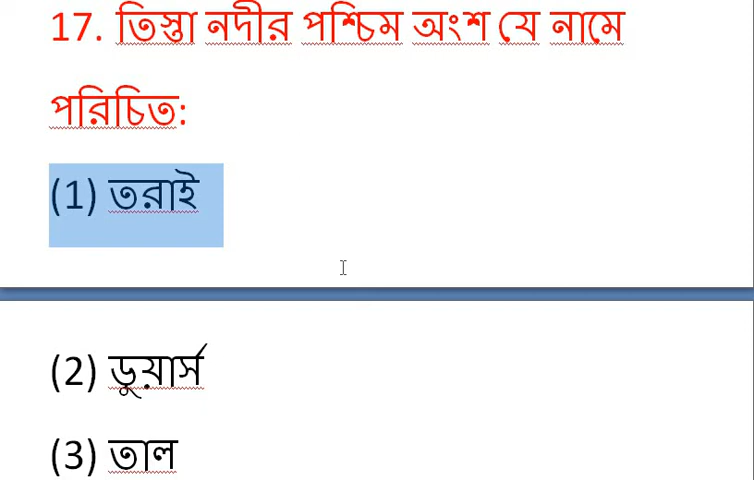 17. তিস্তা নদীর পশ্চিম অংশ যে নামে
পরিচিত:
(1) তরাই
(2) ডুয়ার্স
(3) তাল